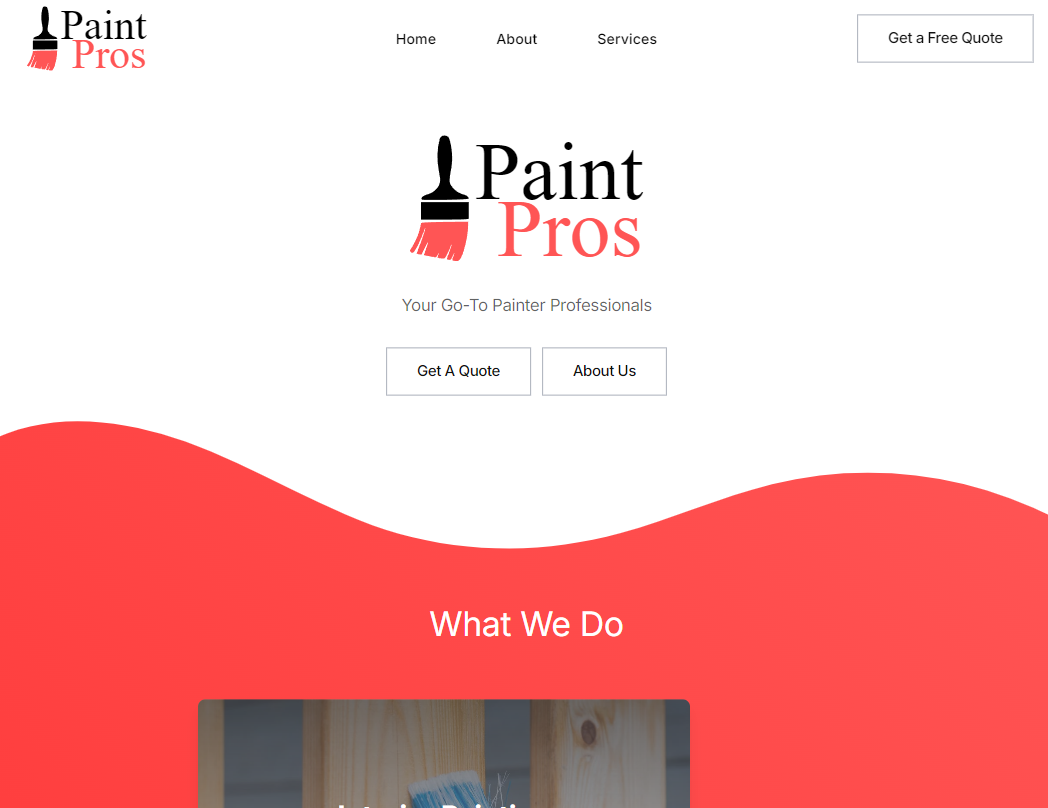 Paint
Pros
Home
About
Services
Get a Free Quote
Paint
Pros
Your Go-To Painter Professionals
Get A Quote
About Us
What We Do